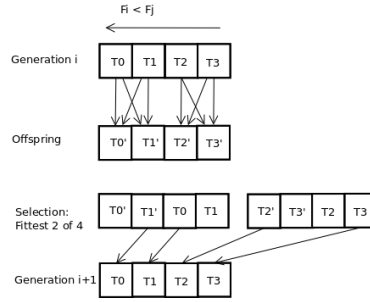 Fi < Fj
Generation i T0 T1 T2 T3
Offspring T0' T1' T2' T3'
Selection: T0' T1' T0 T1 T2' T3' T2 T3
Fittest 2 of 4
Generation i+1 T0 T1 T2 T3